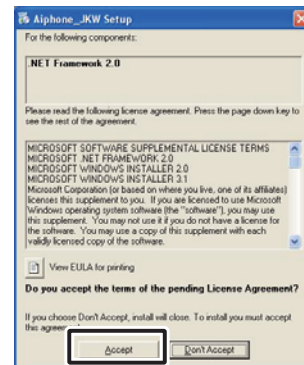 Aiphone_JKW Setup
For the following components:
.NET Framework 2.0
Please read the following license agreement. Press the page down key to
see the rest of the agreement.
MICROSOFT SOFTWARE SUPPLEMENTAL LICENSE TERMS
MICROSOFT .NET FRAMEWORK 2.0
MICROSOFT WINDOWS INSTALLER 2.0
MICROSOFT WINDOWS INSTALLER 3.1
Microsoft Corporation (or based on where you live, one of its affiliates)
licenses this supplement to you. If you are licensed to use Microsoft
Windows operating system software (the "software"), you may use
this supplement. You may not use it if you do not have a license for
the software. You may use a copy of this supplement with each
validly licensed copy of the software.
View EULA for printing
Do you accept the terms of the pending License Agreement?
If you choose Don't Accept, install will close. To install you must accept
this
Accept
Don't Accept